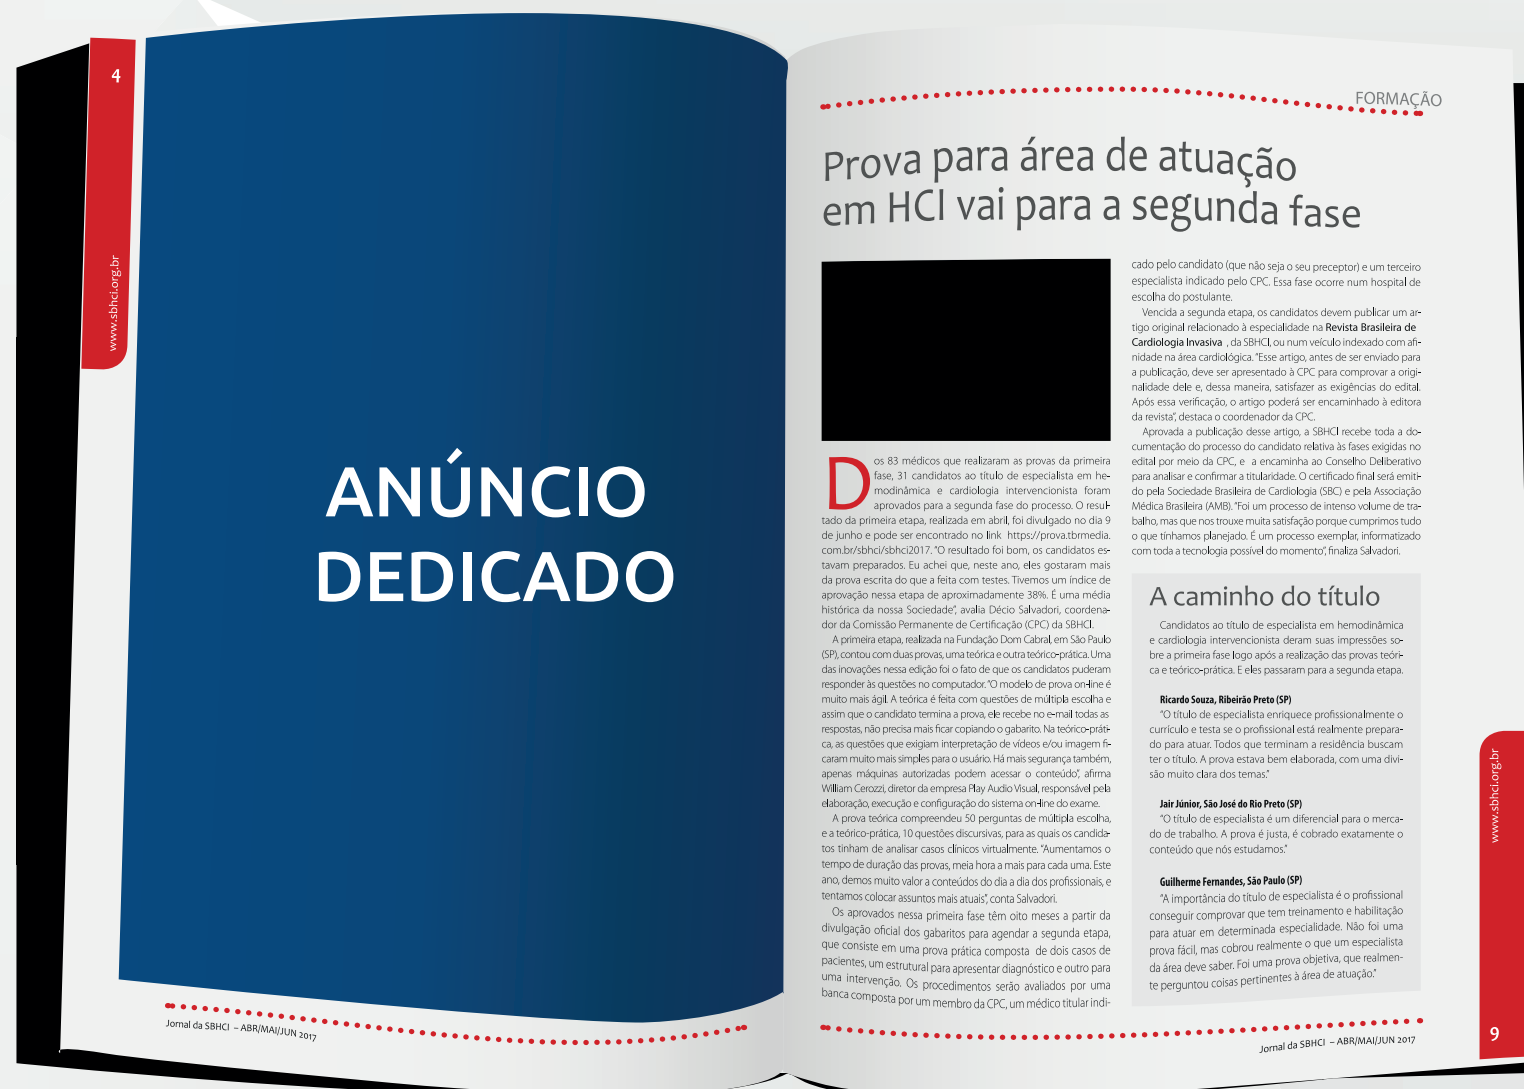 4
www.sbhci.org.br
ANÚNCIO
DEDICADO
Jornal da SBHCI – ABR/MAI/JUN 2017
FORMAÇÃO
Prova para área de atuação
em HCI vai para a segunda fase
Dos 83 médicos que realizaram as provas da primeira
fase, 31 candidatos ao título de especialista em he-
modinâmica e cardiologia intervencionista foram
aprovados para a segunda fase do processo. O resul-
tado da primeira etapa, realizada em abril, foi divulgado no dia 9
de junho e pode ser encontrado no link https://prova.tbrmedia.
com.br/sbhci/sbhci2017. “O resultado foi bom, os candidatos es-
tavam preparados. Eu achei que, neste ano, eles gostaram mais
da prova escrita do que a feita com testes. Tivemos um índice de
aprovação nessa etapa de aproximadamente 38%. É uma média
histórica da nossa Sociedade”, avalia Décio Salvadori, coordena-
dor da Comissão Permanente de Certificação (CPC) da SBHCI.
A primeira etapa, realizada na Fundação Dom Cabral, em São Paulo
(SP), contou com duas provas, uma teórica e outra teórico-prática. Uma
das inovações nessa edição foi o fato de que os candidatos puderam
responder às questões no computador. “O modelo de prova on-line é
muito mais ágil. A teórica é feita com questões de múltipla escolha e
assim que o candidato termina a prova, ele recebe no e-mail todas as
respostas, não precisa mais ficar copiando o gabarito. Na teórico-práti-
ca, as questões que exigiam interpretação de vídeos e/ou imagem fi-
caram muito mais simples para o usuário. Há mais segurança também,
apenas máquinas autorizadas podem acessar o conteúdo”, afirma
William Cerozzi, diretor da empresa Play Audio Visual, responsável pela
elaboração, execução e configuração do sistema on-line do exame.
A prova teórica compreendeu 50 perguntas de múltipla escolha,
e a teórico-prática, 10 questões discursivas, para as quais os candida-
tos tinham de analisar casos clínicos virtualmente. “Aumentamos o
tempo de duração das provas, meia hora a mais para cada uma. Este
ano, demos muito valor a conteúdos do dia a dia dos profissionais, e
tentamos colocar assuntos mais atuais”, conta Salvadori.
Os aprovados nessa primeira fase têm oito meses a partir da
divulgação oficial dos gabaritos para agendar a segunda etapa,
que consiste em uma prova prática composta de dois casos de
pacientes, um estrutural para apresentar diagnóstico e outro para
uma intervenção. Os procedimentos serão avaliados por uma
banca composta por um membro da CPC, um médico titular indi-
cado pelo candidato (que não seja o seu preceptor) e um terceiro
especialista indicado pelo CPC. Essa fase ocorre num hospital de
escolha do postulante.
Vencida a segunda etapa, os candidatos devem publicar um ar-
tigo original relacionado à especialidade na Revista Brasileira de
Cardiologia Invasiva , da SBHCI, ou num veículo indexado com afi-
nidade na área cardiológica. “Esse artigo, antes de ser enviado para
a publicação, deve ser apresentado à CPC para comprovar a origi-
nalidade dele e, dessa maneira, satisfazer as exigências do edital.
Após essa verificação, o artigo poderá ser encaminhado à editora
da revista”, destaca o coordenador da CPC.
Aprovada a publicação desse artigo, a SBHCI recebe toda a do-
cumentação do processo do candidato relativa às fases exigidas no
edital por meio da CPC, e a encaminha ao Conselho Deliberativo
para analisar e confirmar a titularidade. O certificado final será emiti-
do pela Sociedade Brasileira de Cardiologia (SBC) e pela Associação
Médica Brasileira (AMB). “Foi um processo de intenso volume de tra-
balho, mas que nos trouxe muita satisfação porque cumprimos tudo
o que tínhamos planejado. É um processo exemplar, informatizado
com toda a tecnologia possível do momento”, finaliza Salvadori.
A caminho do título
Candidatos ao título de especialista em hemodinâmica
e cardiologia intervencionista deram suas impressões so-
bre a primeira fase logo após a realização das provas teóri-
ca e teórico-prática. E eles passaram para a segunda etapa.
Ricardo Souza, Ribeirão Preto (SP)
“O título de especialista enriquece profissionalmente o
currículo e testa se o profissional está realmente prepara-
do para atuar. Todos que terminam a residência buscam
ter o título. A prova estava bem elaborada, com uma divi-
são muito clara dos temas.”
Jair Júnior, São José do Rio Preto (SP)
“O título de especialista é um diferencial para o merca-
do de trabalho. A prova é justa, é cobrado exatamente o
conteúdo que nós estudamos.”
Guilherme Fernandes, São Paulo (SP)
“A importância do título de especialista é o profissional
conseguir comprovar que tem treinamento e habilitação
para atuar em determinada especialidade. Não foi uma
prova fácil, mas cobrou realmente o que um especialista
da área deve saber. Foi uma prova objetiva, que realmen-
te perguntou coisas pertinentes à área de atuação.”
www.sbhci.org.br
9
Jornal da SBHCI – ABR/MAI/JUN 2017